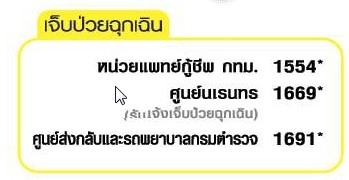 เจ็บป่วยฉุกเฉิน
หน่วยแพทย์กู้ชีพ กทม. 1554*
ศูนย์นเรนทร 1669*
(รับแจ้งเจ็บป่วยฉุกเฉิน)
ศูนย์ส่งกลับและรถพยาบาลกรมตำรวจ 1691*